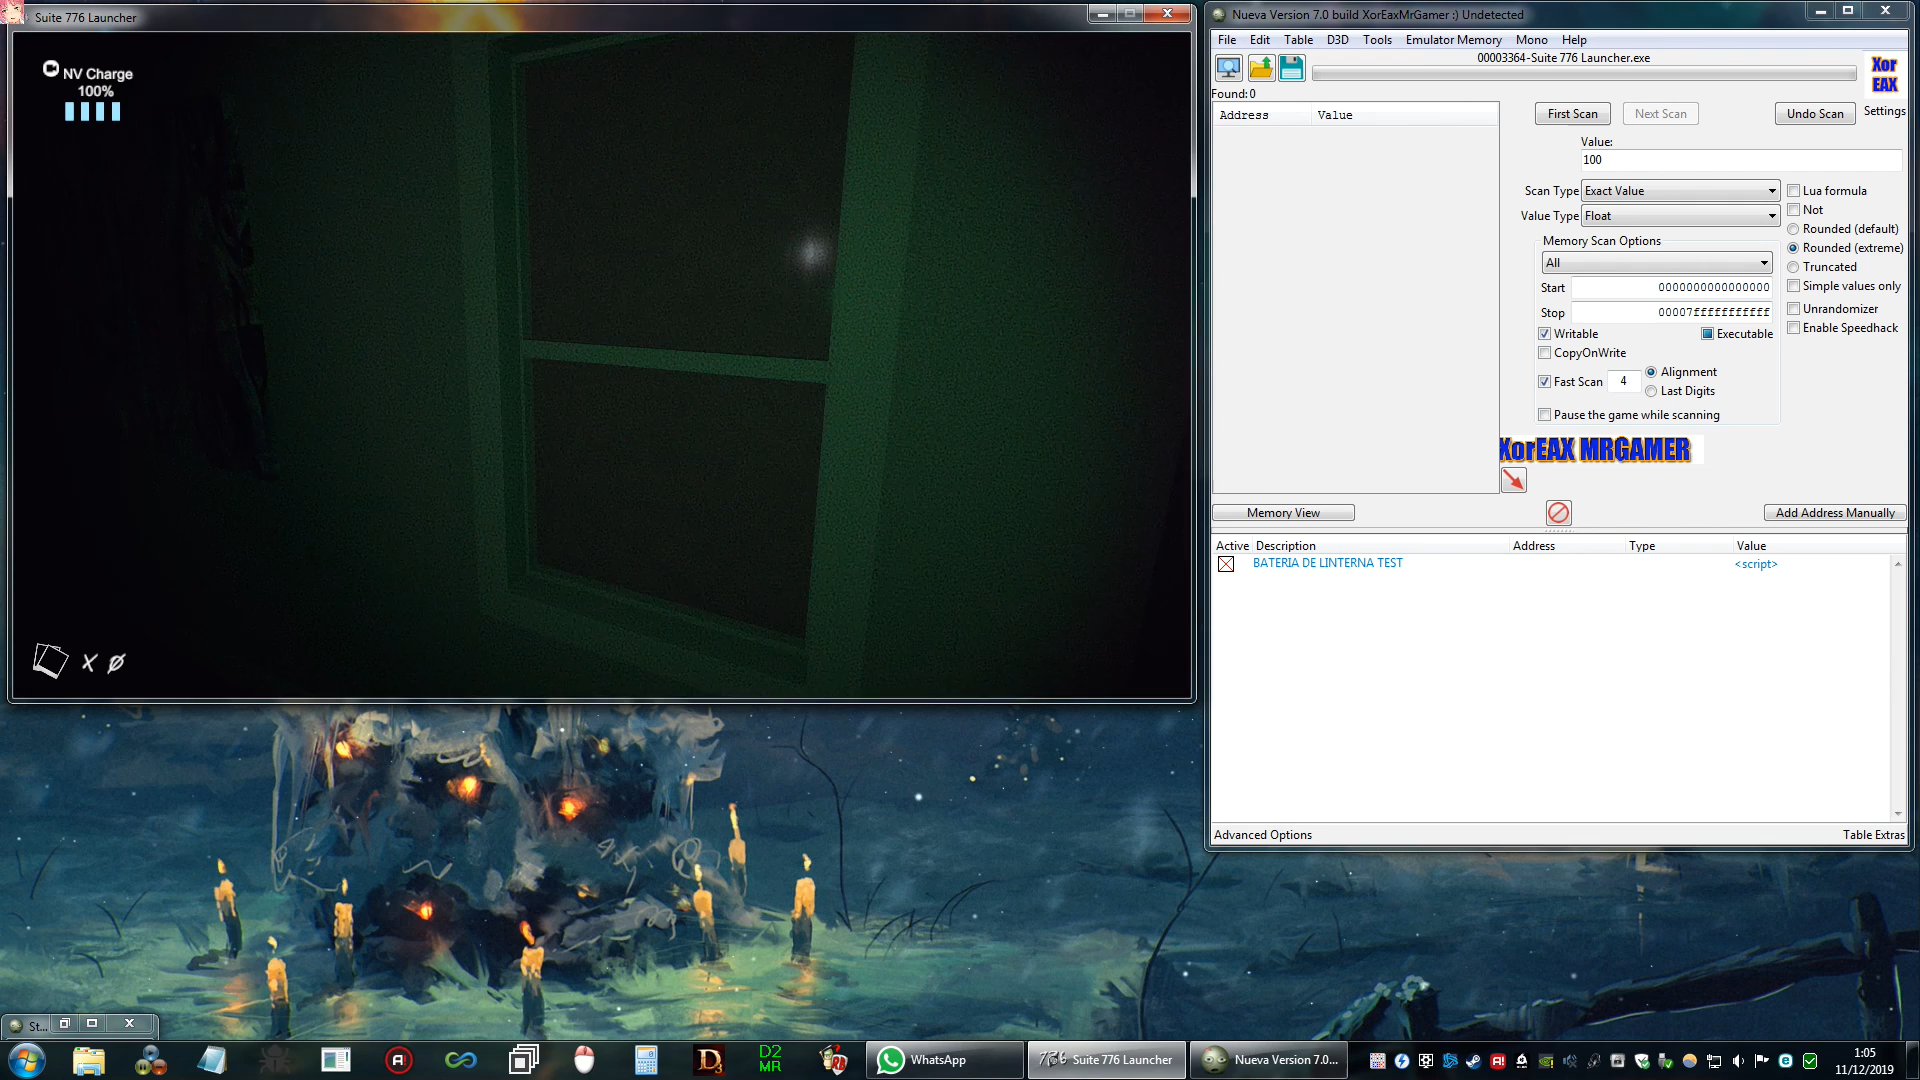 Suite 776 Launcher
NV Charge
100%
X Ø
Nueva Version 7.0 build XorEaxMrGamer :) Undetected
File Edit Table D3D Tools Emulator Memory Mono Help
00003364-Suite 776 Launcher.exe
Xor
EAX
Found: 0
Settings
Address Value
First Scan Next Scan Undo Scan
Value:
100
Scan Type Exact Value
Lua formula
Value Type Float
Not
Rounded (default)
Memory Scan Options
Rounded (extreme)
All
Truncated
Start 0000000000000000
Simple values only
Stop 00007fffffffffff
Unrandomizer
Writable Executable
Enable Speedhack
CopyOnWrite
Fast Scan 4
Alignment
Last Digits
Pause the game while scanning
XorEAX MRGAMER
Memory View
Add Address Manually
Active Description Address Type Value
BATERIA DE LINTERNA TEST <script>
Advanced Options Table Extras
St...
D2
MR
WhatsApp
Suite 776 Launcher
Nueva Version 7.0...
1:05
11/12/2019